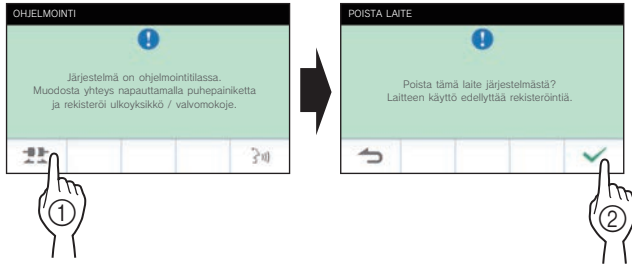 OHJELMOINTI
Järjestelmä on ohjelmointitilassa.
Muodosta yhteys napauttamalla puhepainiketta
ja rekisteröi ulkoyksikkö / valvomokoje.
1
POISTA LAITE
Poista tämä laite järjestelmästä?
Laitteen käyttö edellyttää rekisteröintiä.
2